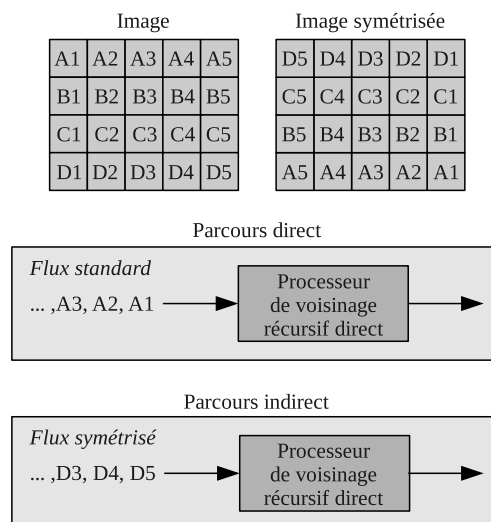 Image Image symétrisée
A1 A2 A3 A4 A5 D5 D4 D3 D2 D1
B1 B2 B3 B4 B5 C5 C4 C3 C2 C1
C1 C2 C3 C4 C5 B5 B4 B3 B2 B1
D1 D2 D3 D4 D5 A5 A4 A3 A2 A1
Parcours direct
Flux standard
... ,A3, A2, A1
Processeur
de voisinage
récursif direct
Parcours indirect
Flux symétrisé
... ,D3, D4, D5
Processeur
de voisinage
récursif direct